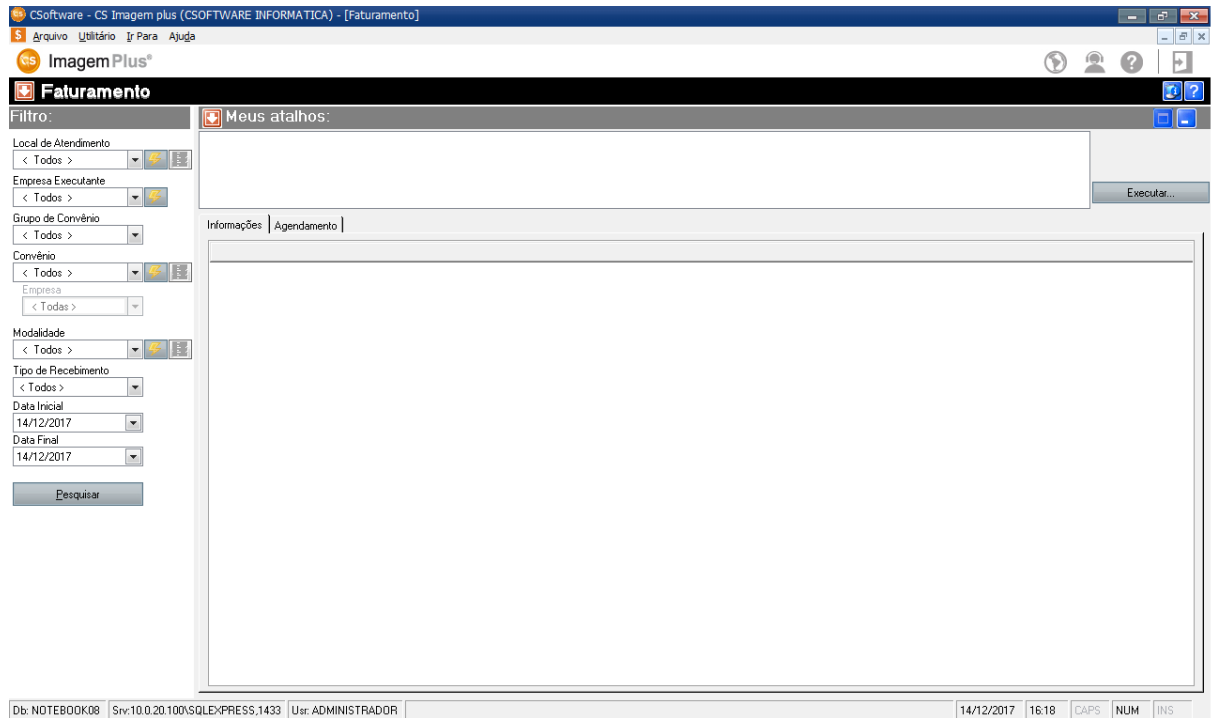 CSoftware - CS Imagem plus (CSOFTWARE INFORMATICA) - [Faturamento]
Arquivo Utilitário Ir Para Ajuda
CS ImagemPlus®
Faturamento
Filtro:
Meus atalhos:
Local de Atendimento
< Todos >
Empresa Executante
< Todos >
Executar...
Grupo de Convênio
< Todos >
Informações Agendamento
Convênio
< Todos >
Empresa
< Todas >
Modalidade
< Todos >
Tipo de Recebimento
< Todos >
Data Inicial
14/12/2017
Data Final
14/12/2017
Pesquisar
Db: NOTEBOOK08 Srv:10.0.20.100\SQLEXPRESS,1433 Usr: ADMINISTRADOR 14/12/2017 16:18 CAPS NUM INS